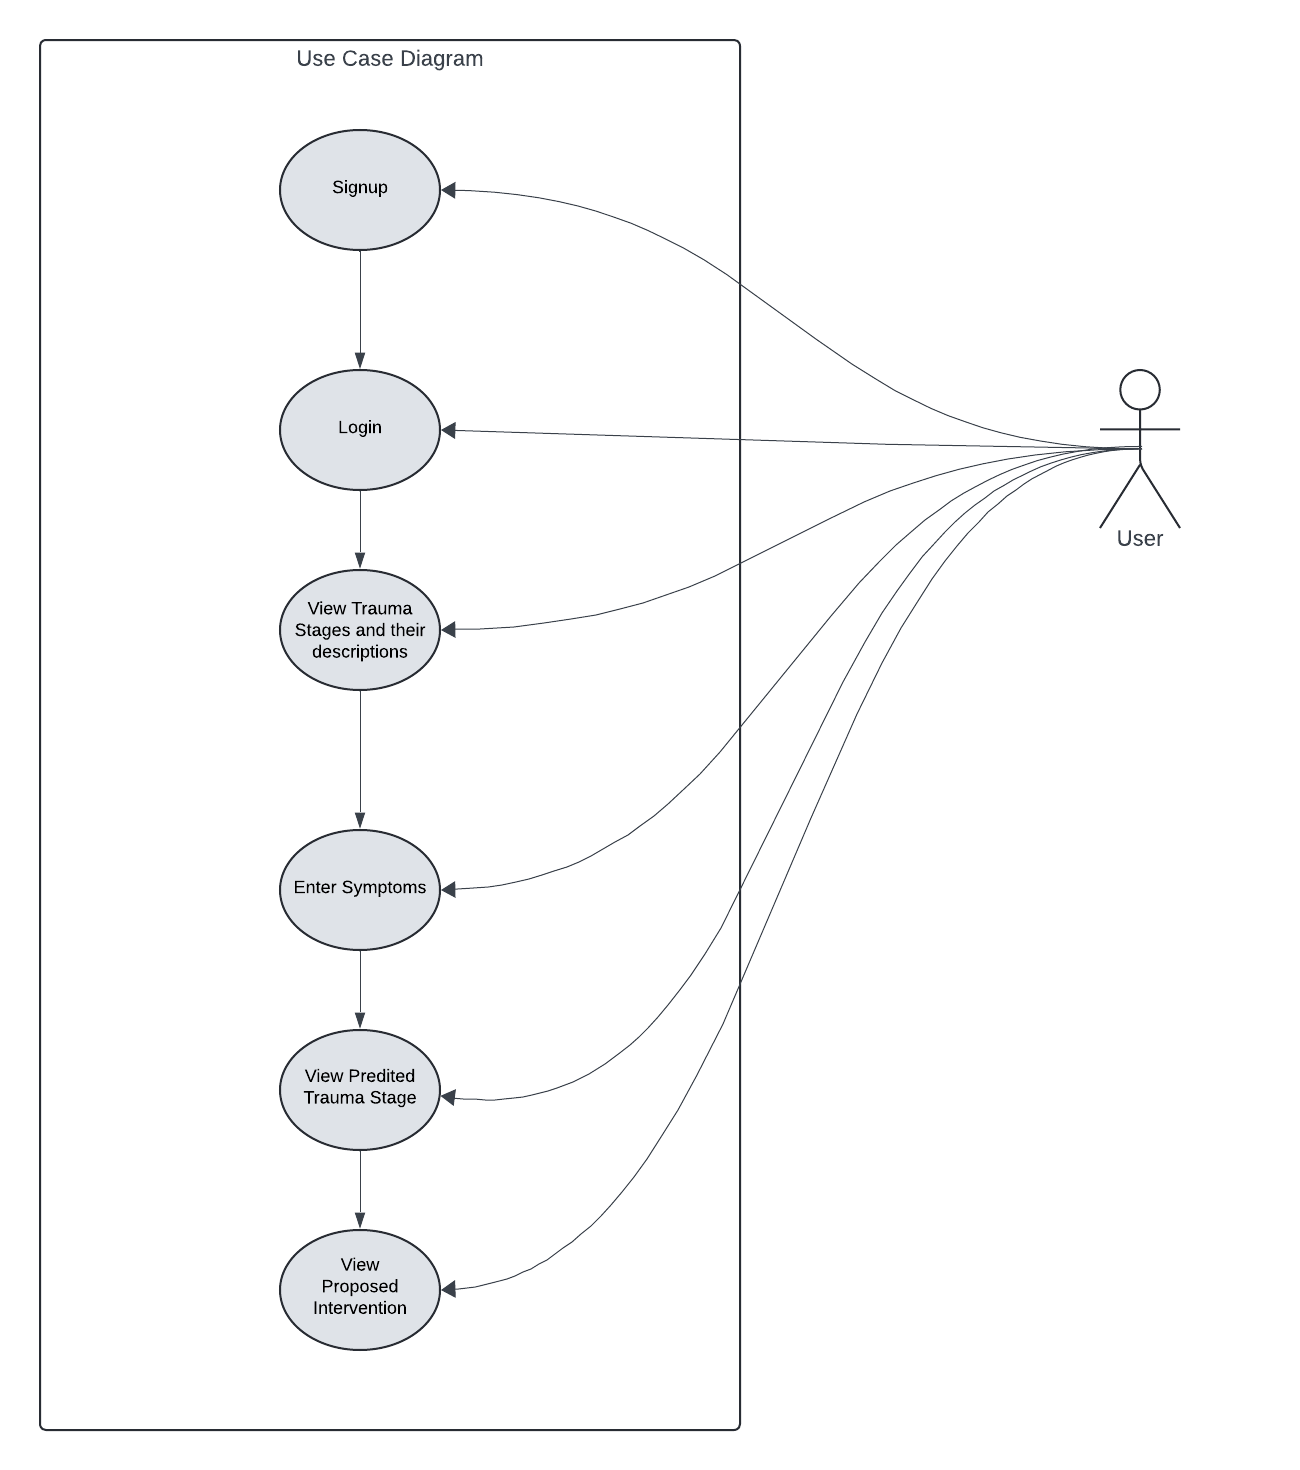 Use Case Diagram
Signup
Login
View Trauma
Stages and their
descriptions
Enter Symptoms
View Predited
Trauma Stage
View
Proposed
Intervention
User